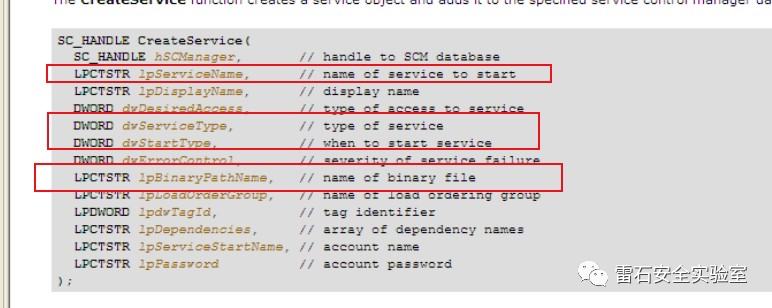 The CreateService function creates a service object and adds it to the specified service control manager da
SC_HANDLE CreateService(
SC_HANDLE hSCManager, // handle to SCM database
LPCTSTR lpServiceName, // name of service to start
LPCTSTR lpDisplayName, // display name
DWORD dwDesiredAccess, // type of access to service
DWORD dwServiceType, // type of service
DWORD dwStartType, // when to start service
DWORD dwErrorControl, // severity of service failure
LPCTSTR lpBinaryPathName, // name of binary file
LPCTSTR lpLoadOrderGroup, // name of load ordering group
LPDWORD lpdwTagId, // tag identifier
LPCTSTR lpDependencies, // array of dependency names
LPCTSTR lpServiceStartName, // account name
LPCTSTR lpPassword // account password
);
雷石安全实验室